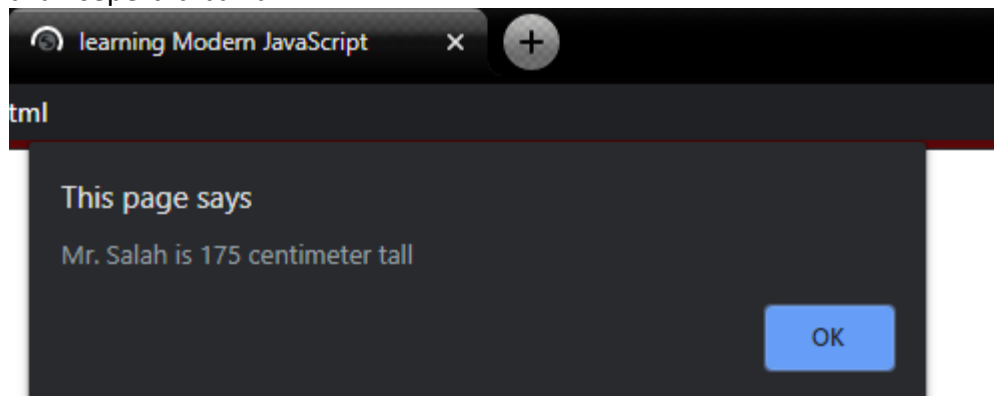 learning Modern JavaScript
tml
This page says
Mr. Salah is 175 centimeter tall
OK